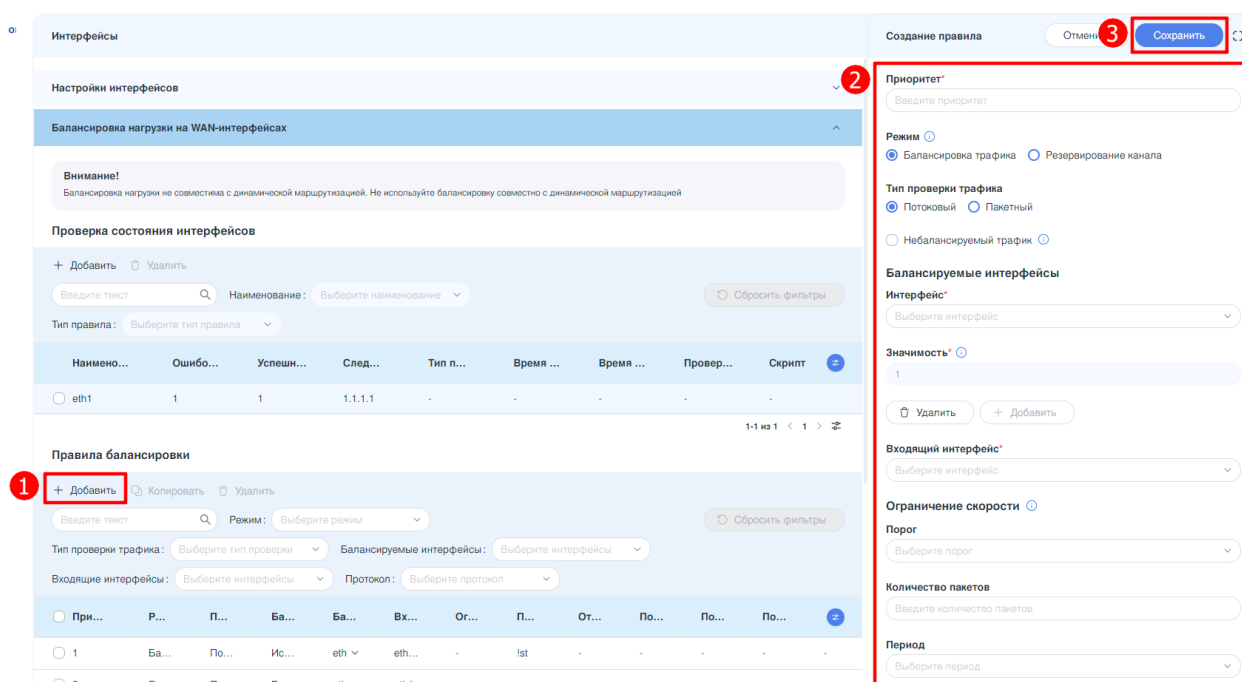 Интерфейсы
Настройки интерфейсов
Балансировка нагрузки на WAN-интерфейсах
Внимание!
Балансировка нагрузки не совместима с динамической маршрутизацией. Не используйте балансировку совместно с динамической маршрутизацией
Проверка состояния интерфейсов
+ Добавить Удалить
Введите текст Наименование : Выберите наименование Сбросить фильтры
Тип правила : Выберите тип правила
Наимено... Ошибо... Успешн... След... Тип п... Время ... Время ... Провер... Скрипт
eth1 1 1 1.1.1.1 - - - - -
1-1 из 1 < 1 >
Правила балансировки
1
+ Добавить Копировать Удалить
Введите текст Режим : Выберите режим Сбросить фильтры
Тип проверки трафика : Выберите тип проверки Балансируемые интерфейсы : Выберите интерфейсы
Входящие интерфейсы : Выберите интерфейсы Протокол : Выберите протокол
При... Р... П... Ба... Ба... Вх... Ог... П... От... По... По... По...
1 Ба... По... Ис... eth eth... - !st - - - - -
Создание правила Отмени 3 Сохранить
2
Приоритет*
Введите приоритет
Режим
Балансировка трафика Резервирование канала
Тип проверки трафика
Потоковый Пакетный
Небалансируемый трафик
Балансируемые интерфейсы
Интерфейс*
Выберите интерфейс
Значимость*
1
Удалить + Добавить
Входящий интерфейс*
Выберите интерфейс
Ограничение скорости
Порог
Выберите порог
Количество пакетов
Введите количество пакетов
Период
Выберите период